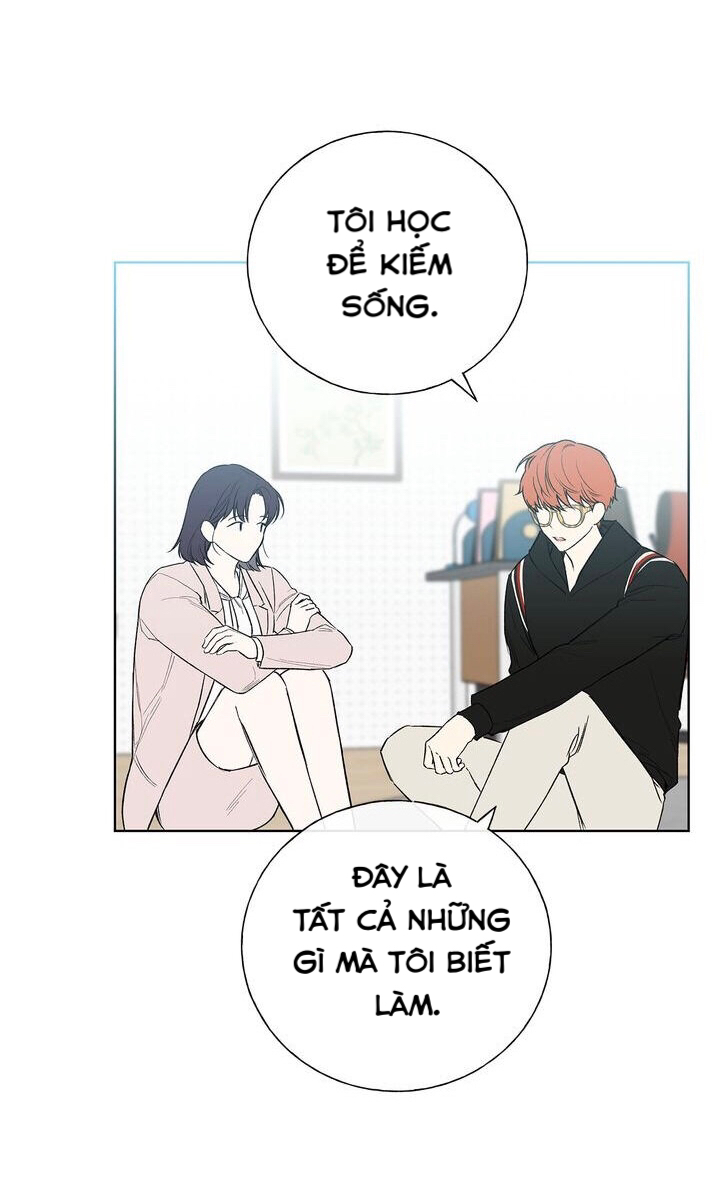 TÔI HỌC
ĐỂ KIẾM
SỐNG.
ĐÂY LÀ
TẤT CẢ NHỮNG
GÌ MÀ TÔI BIẾT
LÀM.